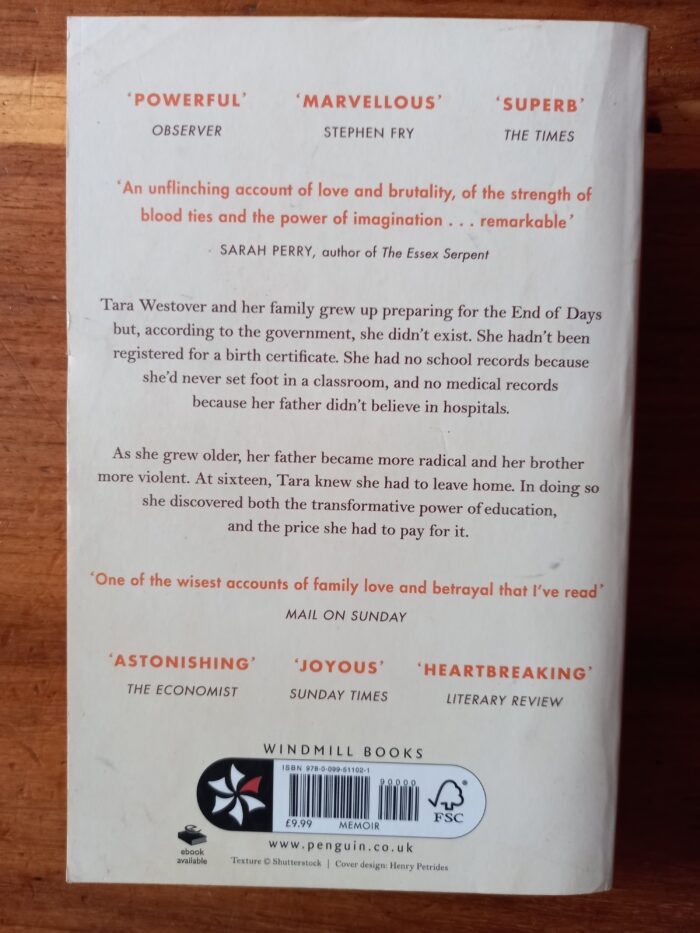 'POWERFUL' 'MARVELLOUS' 'SUPERB'
OBSERVER STEPHEN FRY THE TIMES
'An unflinching account of love and brutality, of the strength of
blood ties and the power of imagination . . . remarkable'
SARAH PERRY, author of The Essex Serpent
Tara Westover and her family grew up preparing for the End of Days
but, according to the government, she didn't exist. She hadn't been
registered for a birth certificate. She had no school records because
she'd never set foot in a classroom, and no medical records
because her father didn't believe in hospitals.
As she grew older, her father became more radical and her brother
more violent. At sixteen, Tara knew she had to leave home. In doing so
she discovered both the transformative power of education,
and the price she had to pay for it.
'One of the wisest accounts of family love and betrayal that I've read'
MAIL ON SUNDAY
'ASTONISHING' 'JOYOUS' 'HEARTBREAKING'
THE ECONOMIST SUNDAY TIMES LITERARY REVIEW
WINDMILL BOOKS
ISBN 978-0-099-51102-1
90000
£9.99 MEMOIR
FSC
www.penguin.co.uk
ebook
available
Texture © Shutterstock | Cover design: Henry Petrides